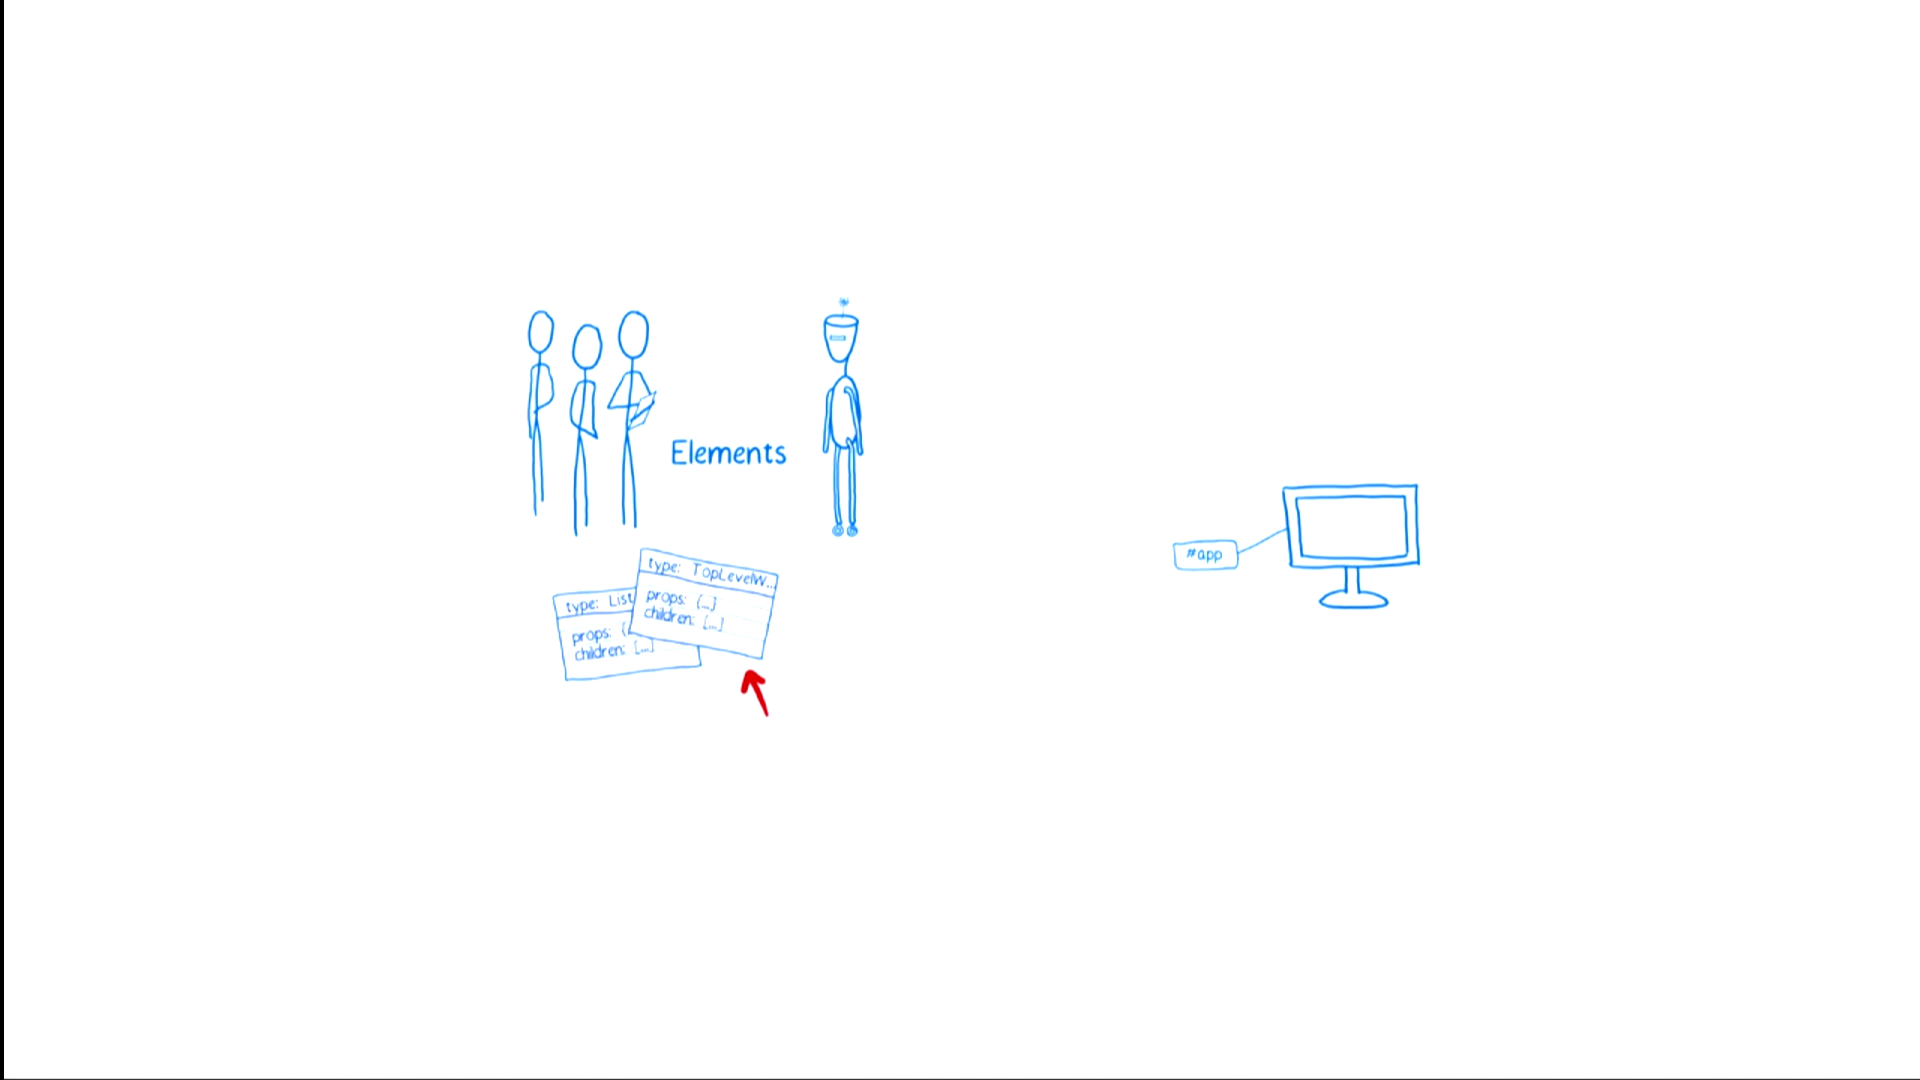 Elements
type: TopLevelW...
props: {...}
children: [...]
type: List
props: {
children: [...]
#app